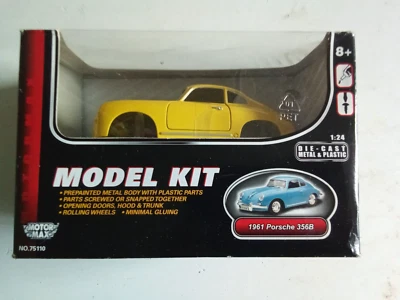 8+
01
PET
1:24
DIE-CAST
METAL & PLASTIC
MODEL KIT
• PREPAINTED METAL BODY WITH PLASTIC PARTS
• PARTS SCREWED OR SNAPPED TOGETHER
• OPENING DOORS, HOOD & TRUNK
• ROLLING WHEELS • MINIMAL GLUING
1961 Porsche 356B
MOTOR
MAX
NO.75110